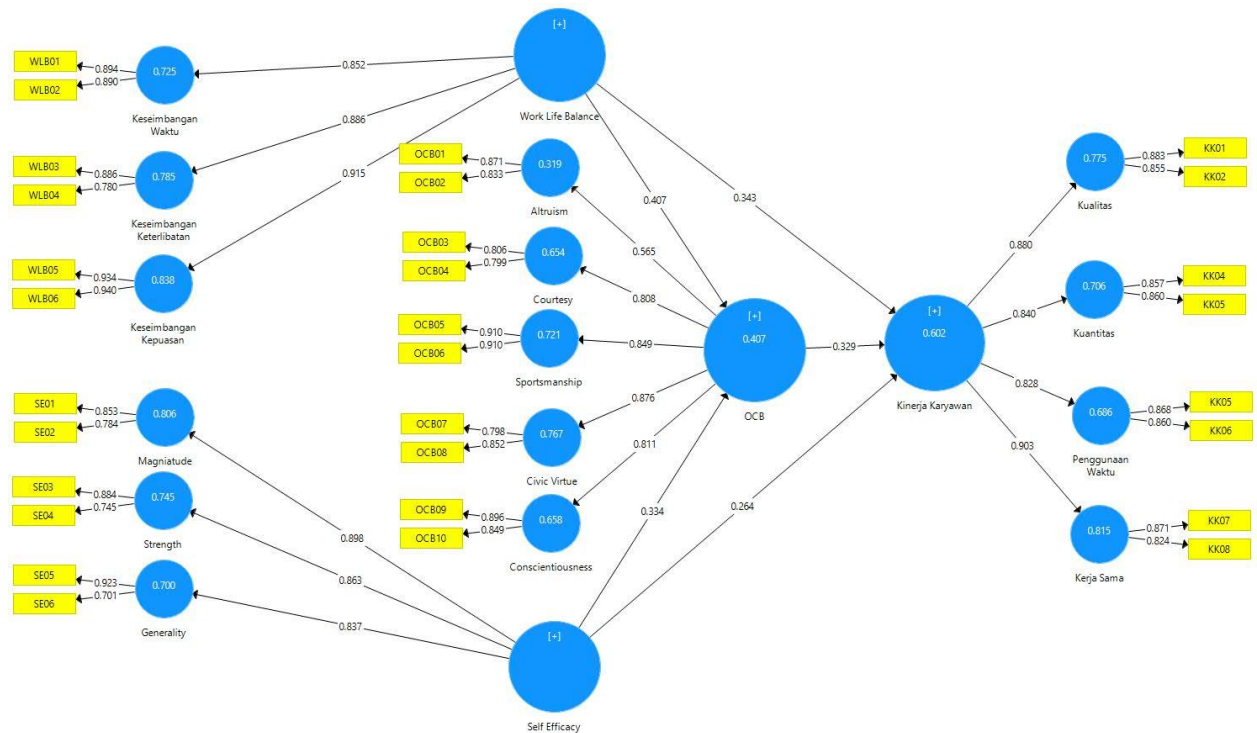 [+]
Work Life Balance
WLB01
WLB02
0.894
0.890
0.725
Keseimbangan
Waktu
0.852
WLB03
WLB04
0.886
0.780
0.785
Keseimbangan
Keterlibatan
0.886
WLB05
WLB06
0.934
0.940
0.838
Keseimbangan
Kepuasan
0.915
SE01
SE02
0.853
0.784
0.806
Magniatude
0.898
SE03
SE04
0.884
0.745
0.745
Strength
0.863
SE05
SE06
0.923
0.701
0.700
Generality
0.837
OCB01
OCB02
0.871
0.833
0.319
Altruism
0.565
OCB03
OCB04
0.806
0.799
0.654
Courtesy
0.808
OCB05
OCB06
0.910
0.910
0.721
Sportsmanship
0.849
OCB07
OCB08
0.798
0.852
0.767
Civic Virtue
0.876
OCB09
OCB10
0.896
0.849
0.658
Conscientiousness
0.811
[+]
Self Efficacy
0.407
0.343
0.334
0.264
[+]
0.407
OCB
0.329
[+]
0.602
Kinerja Karyawan
0.880
0.775
Kualitas
0.883
0.855
KK01
KK02
0.840
0.706
Kuantitas
0.857
0.860
KK04
KK05
0.828
0.686
Penggunaan
Waktu
0.868
0.860
KK05
KK06
0.903
0.815
Kerja Sama
0.871
0.824
KK07
KK08